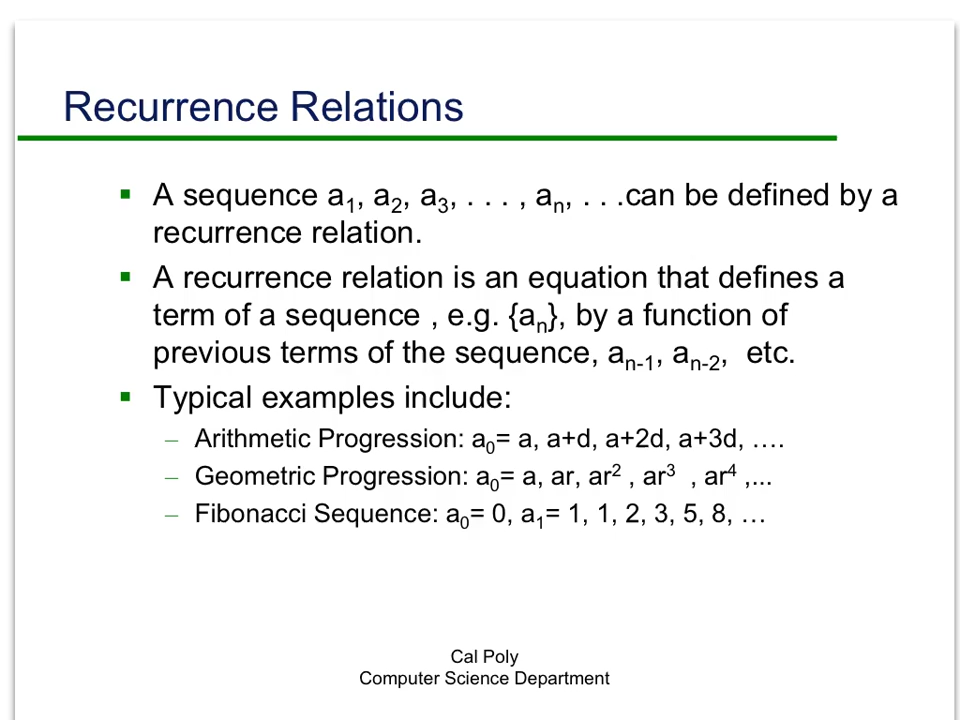 Recurrence Relations
▪ A sequence a₁, a₂, a₃, . . . , aₙ, . . .can be defined by a
recurrence relation.
▪ A recurrence relation is an equation that defines a
term of a sequence , e.g. {aₙ}, by a function of
previous terms of the sequence, aₙ₋₁, aₙ₋₂, etc.
▪ Typical examples include:
– Arithmetic Progression: a₀= a, a+d, a+2d, a+3d, ….
– Geometric Progression: a₀= a, ar, ar² , ar³ , ar⁴ ,...
– Fibonacci Sequence: a₀= 0, a₁= 1, 1, 2, 3, 5, 8, …
Cal Poly
Computer Science Department